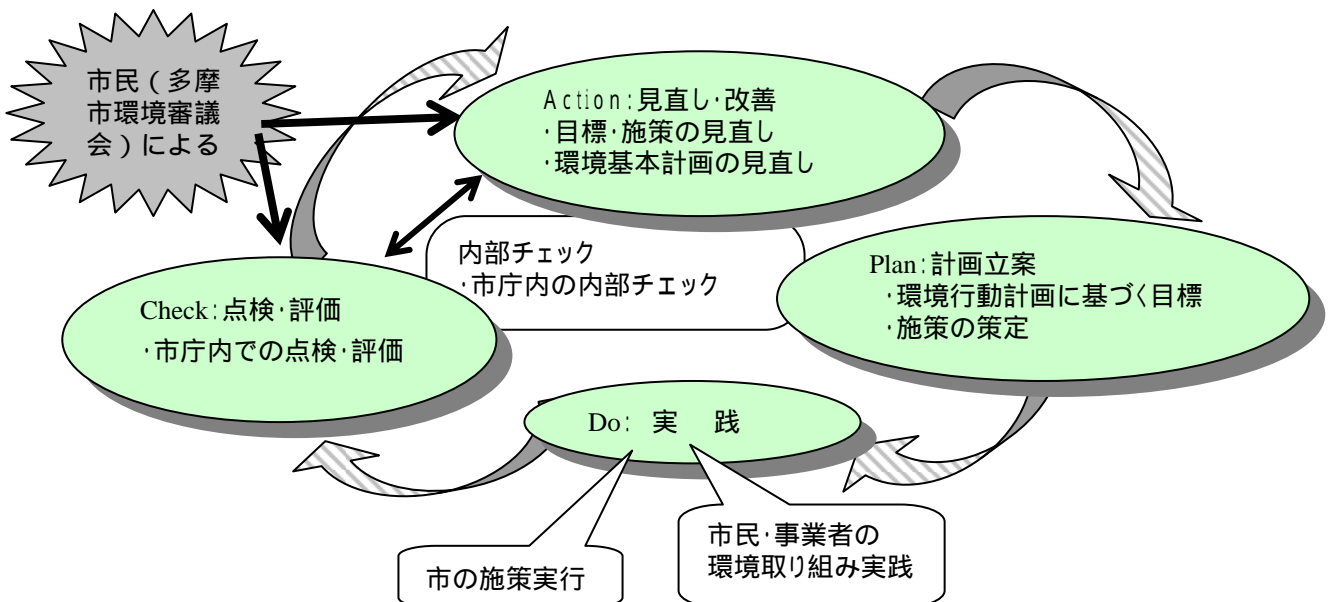 市民（多摩
市環境審議
会）による
Action:見直し・改善
・目標・施策の見直し
・環境基本計画の見直し
内部チェック
・市庁内の内部チェック
Plan:計画立案
・環境行動計画に基づく目標
・施策の策定
Check:点検・評価
・市庁内での点検・評価
Do: 実　践
市の施策実行
市民・事業者の
環境取り組み実践